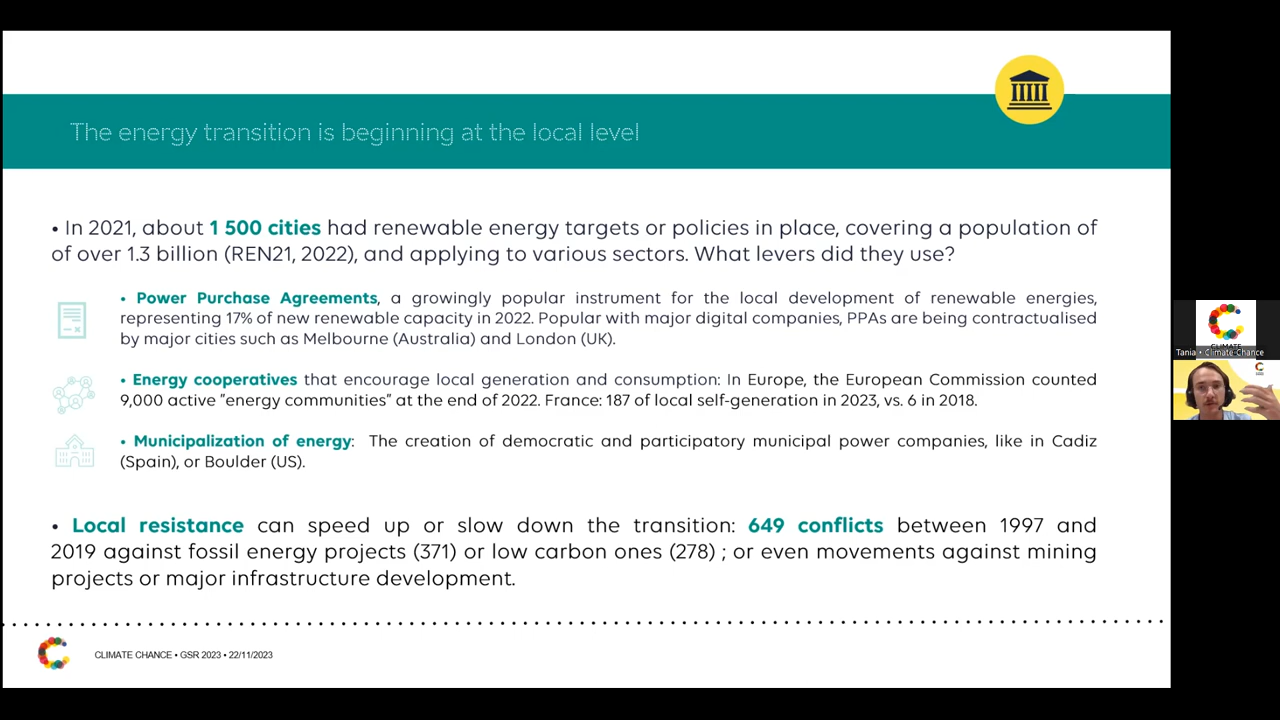 The energy transition is beginning at the local level
• In 2021, about 1 500 cities had renewable energy targets or policies in place, covering a population of
of over 1.3 billion (REN21, 2022), and applying to various sectors. What levers did they use?
• Power Purchase Agreements, a growingly popular instrument for the local development of renewable energies,
representing 17% of new renewable capacity in 2022. Popular with major digital companies, PPAs are being contractualised
by major cities such as Melbourne (Australia) and London (UK).
• Energy cooperatives that encourage local generation and consumption: In Europe, the European Commission counted
9,000 active "energy communities" at the end of 2022. France: 187 of local self-generation in 2023, vs. 6 in 2018.
• Municipalization of energy: The creation of democratic and participatory municipal power companies, like in Cadiz
(Spain), or Boulder (US).
• Local resistance can speed up or slow down the transition: 649 conflicts between 1997 and
2019 against fossil energy projects (371) or low carbon ones (278) ; or even movements against mining
projects or major infrastructure development.
CLIMATE CHANCE • GSR 2023 • 22/11/2023
CLIMATE
Tania • Climate Chance